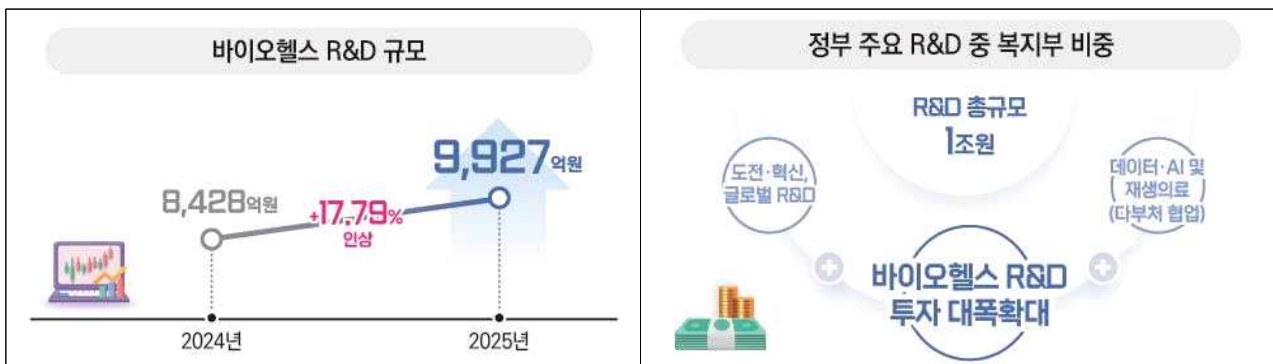 바이오헬스 R&D 규모
8,428억원
+17.79%
인상
9,927억원
2024년
2025년
정부 주요 R&D 중 복지부 비중
R&D 총규모
1조원
도전·혁신,
글로벌 R&D
데이터·AI 및
재생의료
(다부처 협업)
바이오헬스 R&D
투자 대폭확대